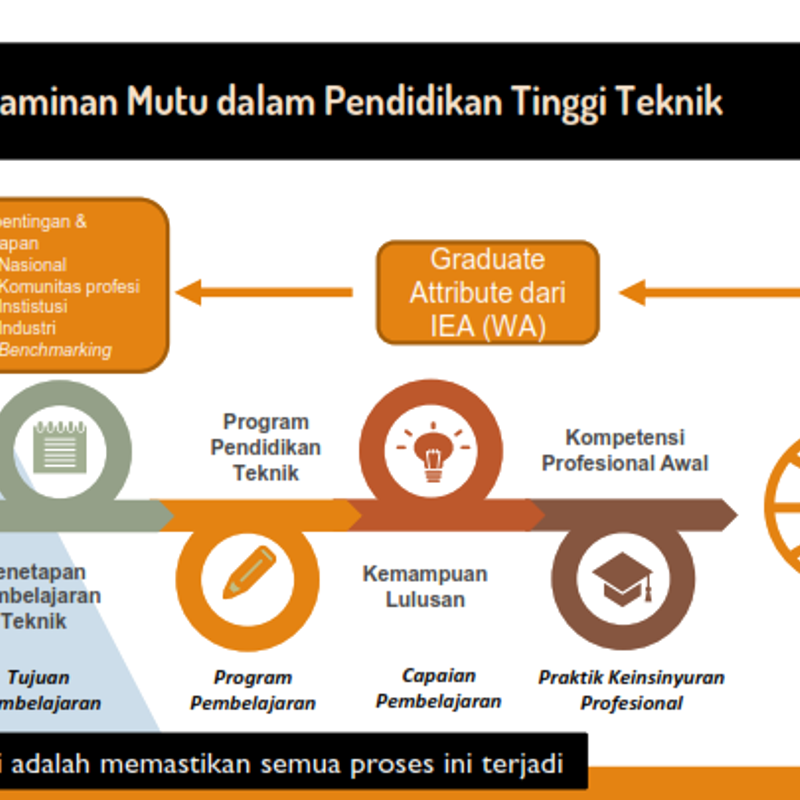 aminan Mutu dalam Pendidikan Tinggi Teknik
entingan &
apan
Nasional
Komunitas profesi
Instistusi
Industri
Benchmarking
Graduate
Attribute dari
IEA (WA)
Program
Pendidikan
Teknik
Kompetensi
Profesional Awal
enetapan
mbelajaran
Teknik
Kemampuan
Lulusan
Tujuan
mbelajaran
Program
Pembelajaran
Capaian
Pembelajaran
Praktik Keinsinyuran
Profesional
i adalah memastikan semua proses ini terjadi